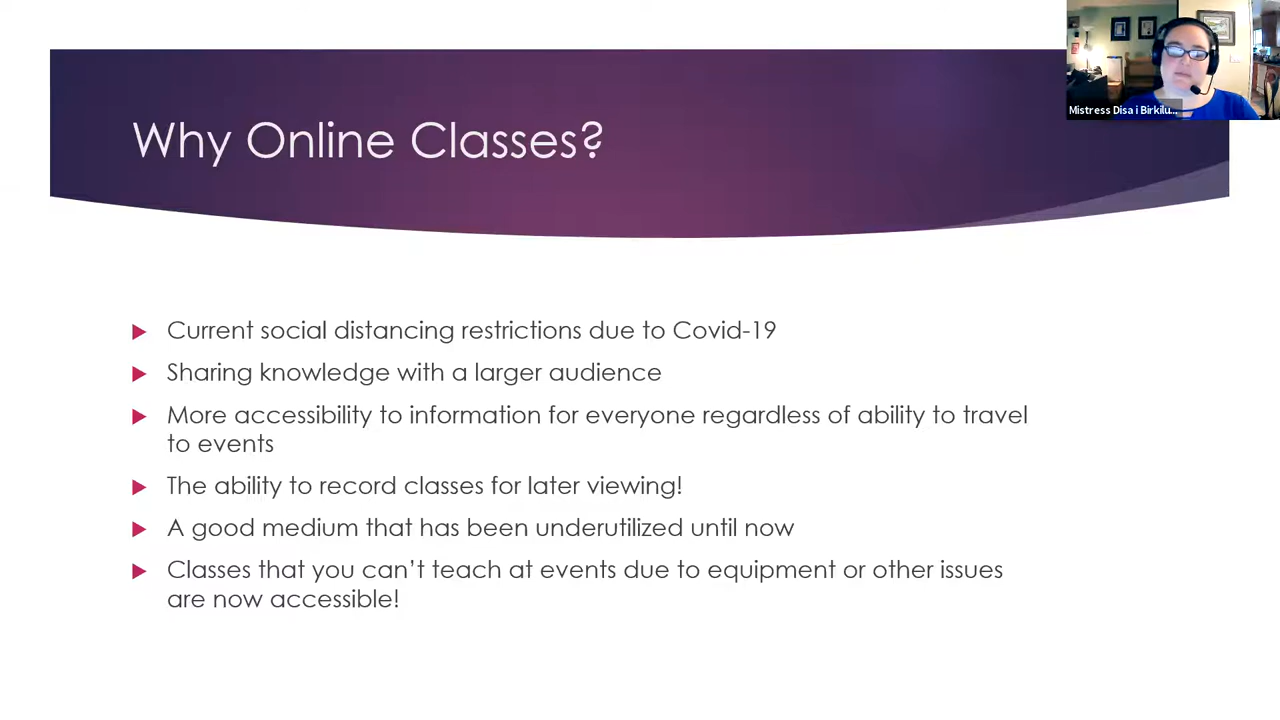 Why Online Classes?
Mistress Disa i Birkilu...
Current social distancing restrictions due to Covid-19
Sharing knowledge with a larger audience
More accessibility to information for everyone regardless of ability to travel
to events
The ability to record classes for later viewing!
A good medium that has been underutilized until now
Classes that you can’t teach at events due to equipment or other issues
are now accessible!